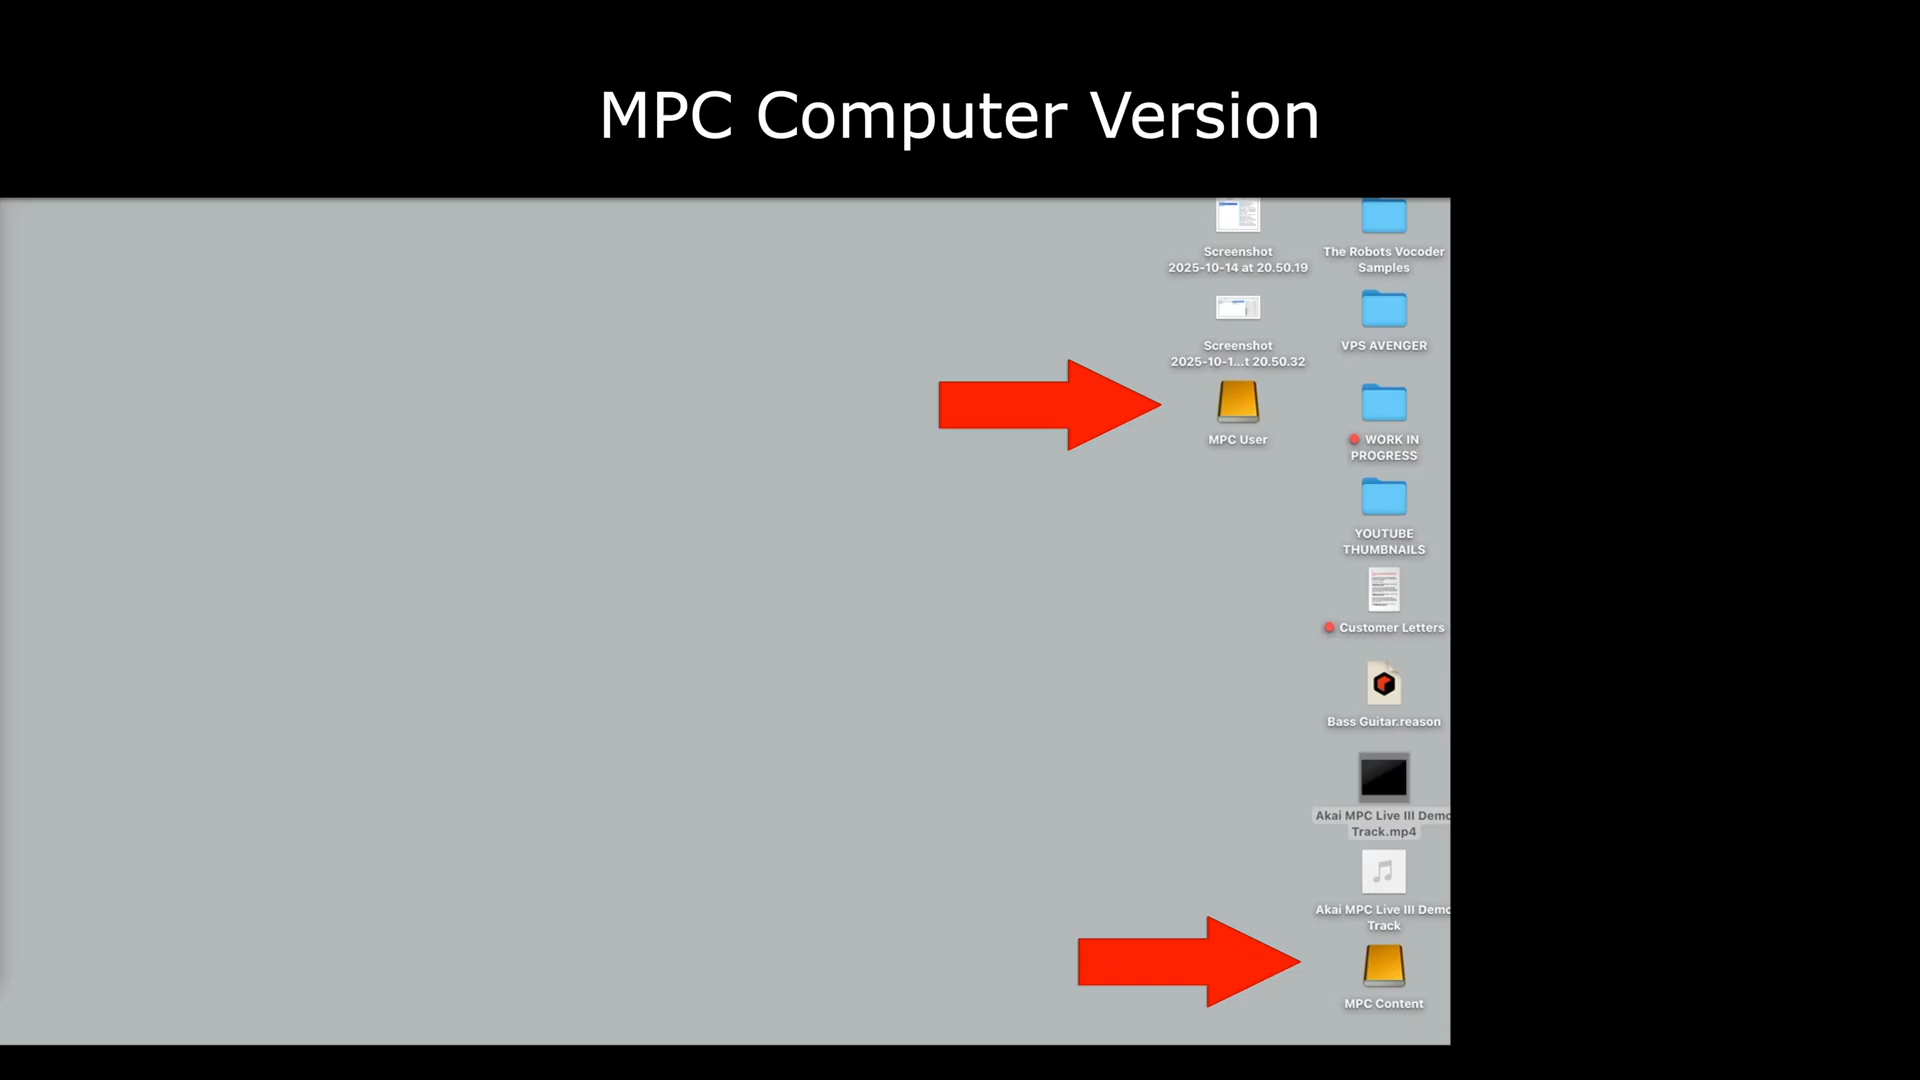 MPC Computer Version
Screenshot
2025-10-14 at 20.50.19
The Robots Vocoder
Samples
Screenshot
2025-10-1...t 20.50.32
VPS AVENGER
MPC User
WORK IN
PROGRESS
YOUTUBE
THUMBNAILS
Customer Letters
Bass Guitar.reason
Akai MPC Live III Demo
Track.mp4
Akai MPC Live III Demo
Track
MPC Content